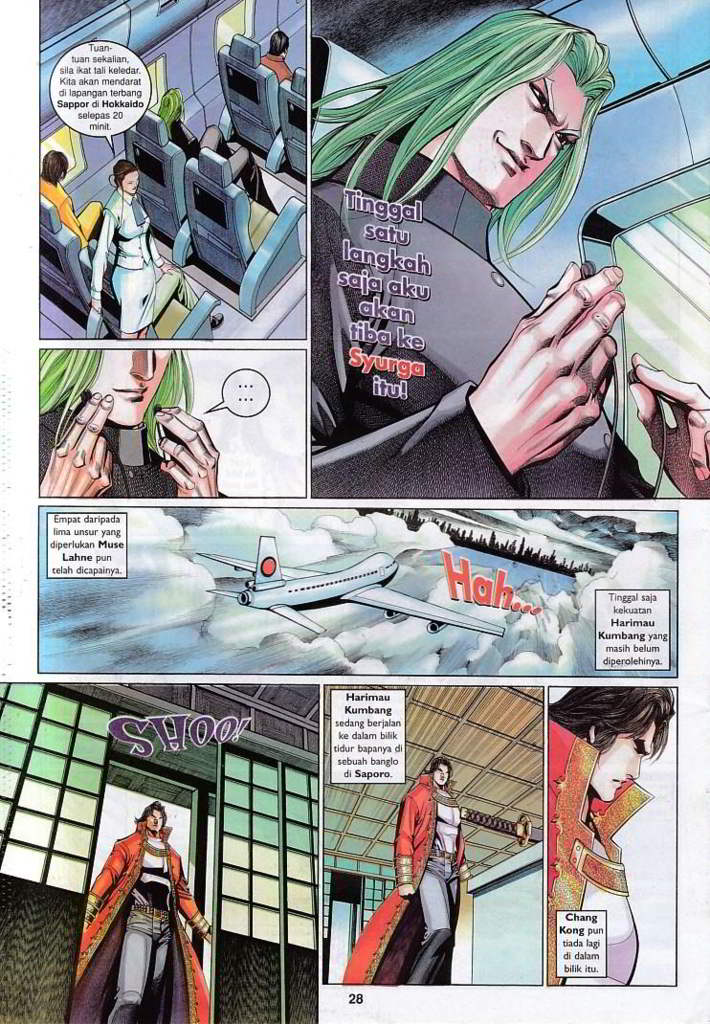 Tuan-
tuan sekalian,
sila ikat tali keledar.
Kita akan mendarat
di lapangan terbang
Sappor di Hokkaido
selepas 20
minit.
Tinggal
satu
langkah
saja aku
akan
tiba ke
Syurga
itu!
...
...
Empat daripada
lima unsur yang
diperlukan Muse
Lahne pun
telah dicapainya.
Hah...
Tinggal saja
kekuatan
Harimau
Kumbang yang
masih belum
diperolehinya.
SHOO!
Harimau
Kumbang
sedang berjalan
ke dalam bilik
tidur bapanya di
sebuah banglo
di Saporo.
Chang
Kong pun
tiada lagi
di dalam
bilik itu.
28